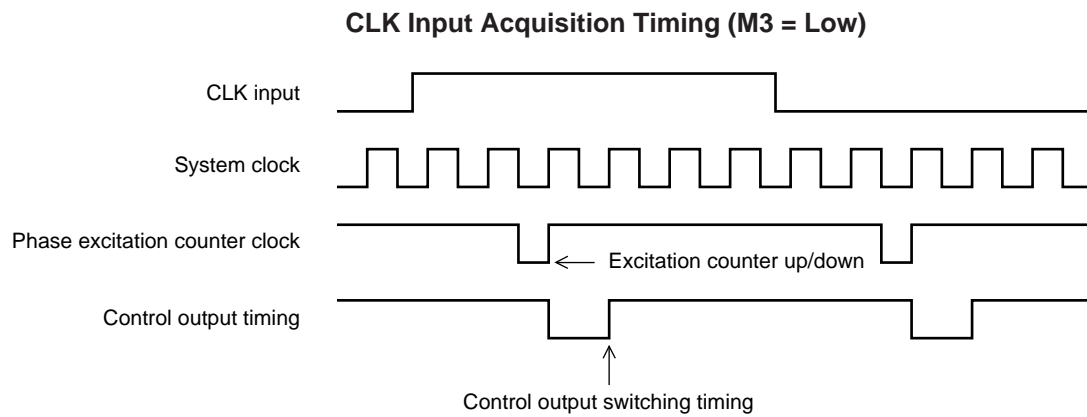 CLK Input Acquisition Timing (M3 = Low)
CLK input
System clock
Phase excitation counter clock
Excitation counter up/down
Control output timing
Control output switching timing